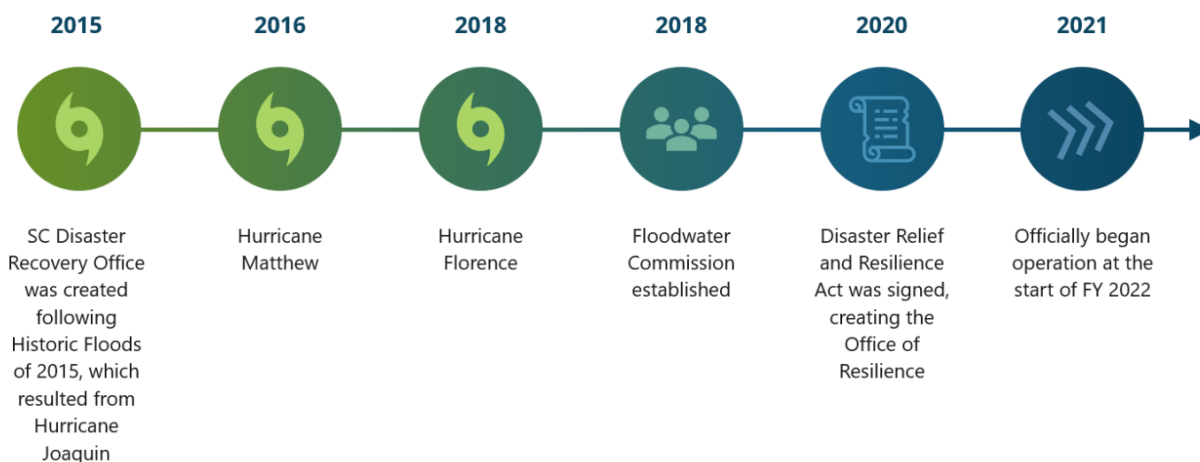 2015
SC Disaster
Recovery Office
was created
following
Historic Floods
of 2015, which
resulted from
Hurricane
Joaquin
2016
Hurricane
Matthew
2018
Hurricane
Florence
2018
Floodwater
Commission
established
2020
Disaster Relief
and Resilience
Act was signed,
creating the
Office of
Resilience
2021
Officially began
operation at the
start of FY 2022